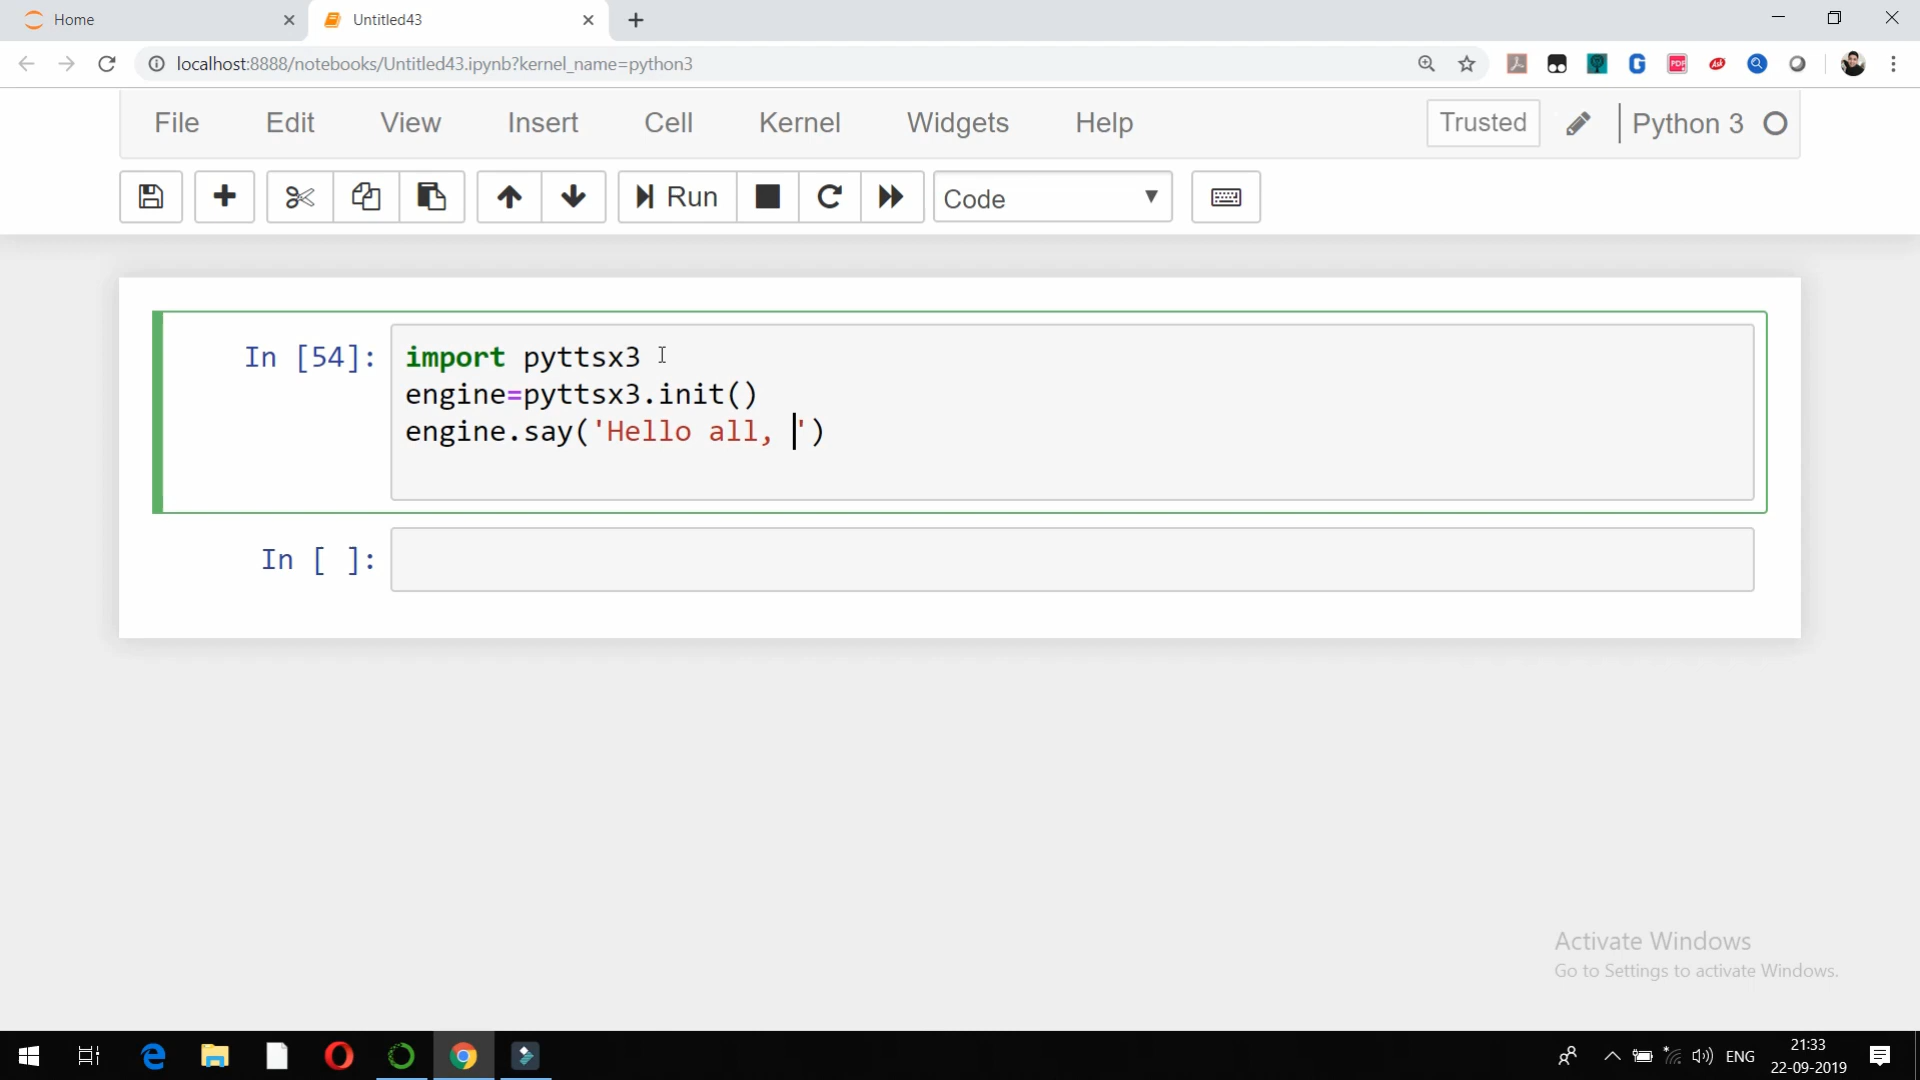 Home
Untitled43
localhost:8888/notebooks/Untitled43.ipynb?kernel_name=python3
File Edit View Insert Cell Kernel Widgets Help Trusted Python 3
Run Code
In [54]:
import pyttsx3
engine=pyttsx3.init()
engine.say('Hello all, ')
In [ ]:
Activate Windows
Go to Settings to activate Windows.
ENG
21:33
22-09-2019